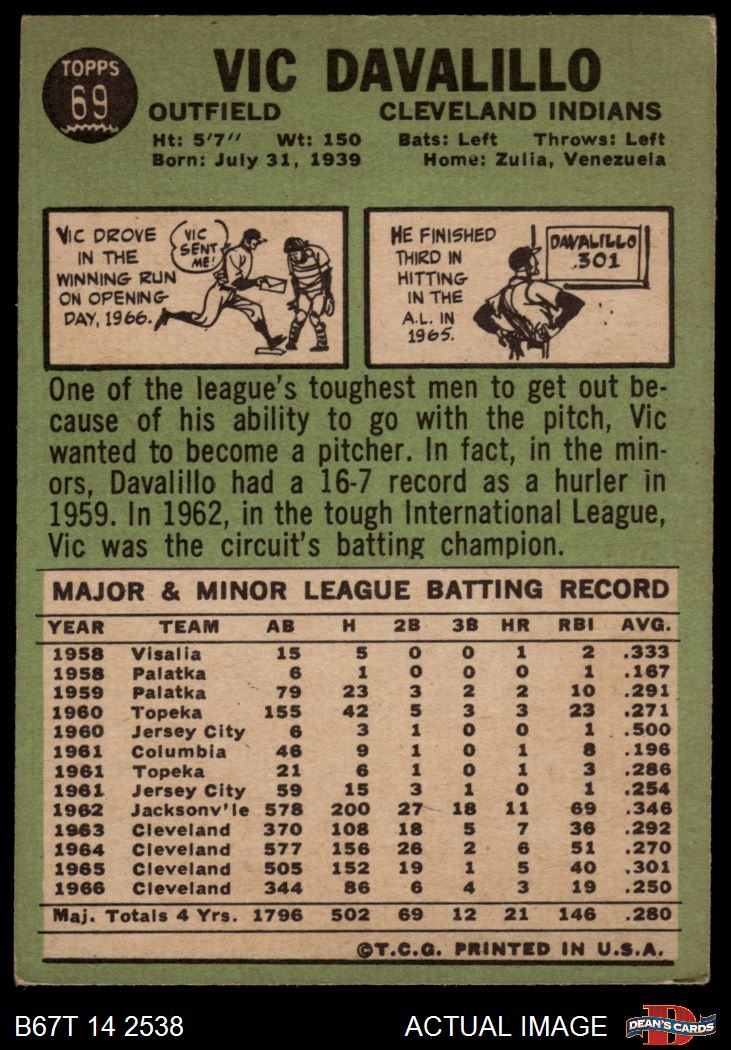 TOPPS
69
VIC DAVALILLO
OUTFIELD CLEVELAND INDIANS
Ht: 5'7" Wt: 150 Bats: Left Throws: Left
Born: July 31, 1939 Home: Zulia, Venezuela
VIC DROVE
IN THE
WINNING RUN
ON OPENING
DAY, 1966.
VIC
SENT
ME!
HE FINISHED
THIRD IN
HITTING
IN THE
A.L. IN
1965.
DAVALILLO
.301
One of the league's toughest men to get out be-
cause of his ability to go with the pitch, Vic
wanted to become a pitcher. In fact, in the min-
ors, Davalillo had a 16-7 record as a hurler in
1959. In 1962, in the tough International League,
Vic was the circuit's batting champion.
MAJOR & MINOR LEAGUE BATTING RECORD
YEAR TEAM AB H 2B 3B HR RBI AVG.
1958 Visalia 15 5 0 0 1 2 .333
1958 Palatka 6 1 0 0 0 1 .167
1959 Palatka 79 23 3 2 2 10 .291
1960 Topeka 155 42 5 3 3 23 .271
1960 Jersey City 6 3 1 0 0 1 .500
1961 Columbia 46 9 1 0 1 8 .196
1961 Topeka 21 6 1 0 1 3 .286
1961 Jersey City 59 15 3 1 0 1 .254
1962 Jacksonv'le 578 200 27 18 11 69 .346
1963 Cleveland 370 108 18 5 7 36 .292
1964 Cleveland 577 156 26 2 6 51 .270
1965 Cleveland 505 152 19 1 5 40 .301
1966 Cleveland 344 86 6 4 3 19 .250
Maj. Totals 4 Yrs. 1796 502 69 12 21 146 .280
©T.C.G. PRINTED IN U.S.A.
B67T 14 2538 ACTUAL IMAGE
D
DEAN'S CARDS